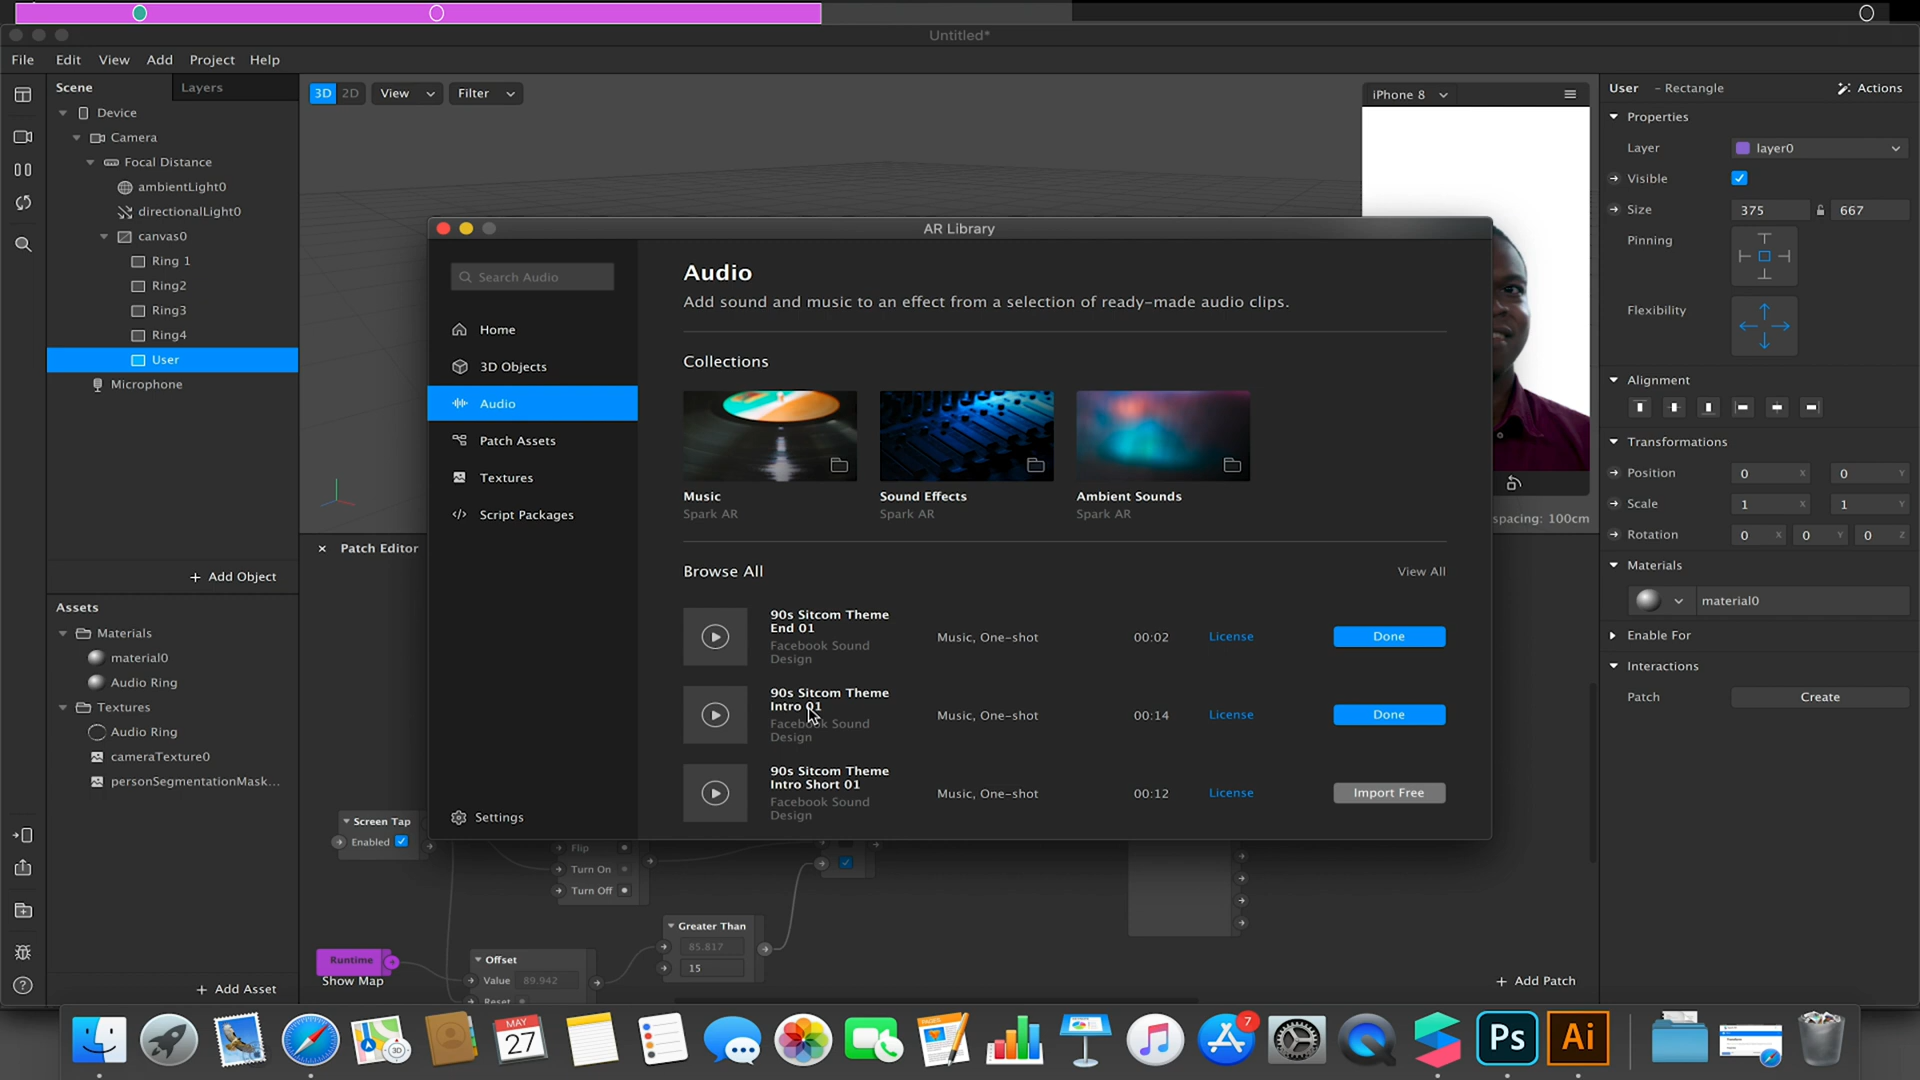 Untitled*
File Edit View Add Project Help
Scene Layers
Device
Camera
Focal Distance
ambientLight0
directionalLight0
canvas0
Ring 1
Ring2
Ring3
Ring4
User
Microphone
+ Add Object
Assets
Materials
material0
Audio Ring
Textures
Audio Ring
cameraTexture0
personSegmentationMask...
+ Add Asset
3D 2D View Filter
iPhone 8
spacing: 100cm
AR Library
Search Audio
Home
3D Objects
Audio
Patch Assets
Textures
Script Packages
Settings
Audio
Add sound and music to an effect from a selection of ready-made audio clips.
Collections
Music
Spark AR
Sound Effects
Spark AR
Ambient Sounds
Spark AR
Browse All View All
90s Sitcom Theme
End 01
Facebook Sound
Design
Music, One-shot 00:02 License Done
90s Sitcom Theme
Intro 01
Facebook Sound
Design
Music, One-shot 00:14 License Done
90s Sitcom Theme
Intro Short 01
Facebook Sound
Design
Music, One-shot 00:12 License Import Free
× Patch Editor
Screen Tap
Enabled
Flip
Turn On
Turn Off
Greater Than
85.817
15
Runtime
Show Map
Offset
Value 89.942
Reset
+ Add Patch
User - Rectangle Actions
Properties
Layer layer0
Visible
Size 375 667
Pinning
Flexibility
Alignment
Transformations
Position 0 X 0 Y
Scale 1 X 1 Y
Rotation 0 X 0 Y 0 Z
Materials
material0
Enable For
Interactions
Patch Create
3D
MAY
27
7
Ps
Ai